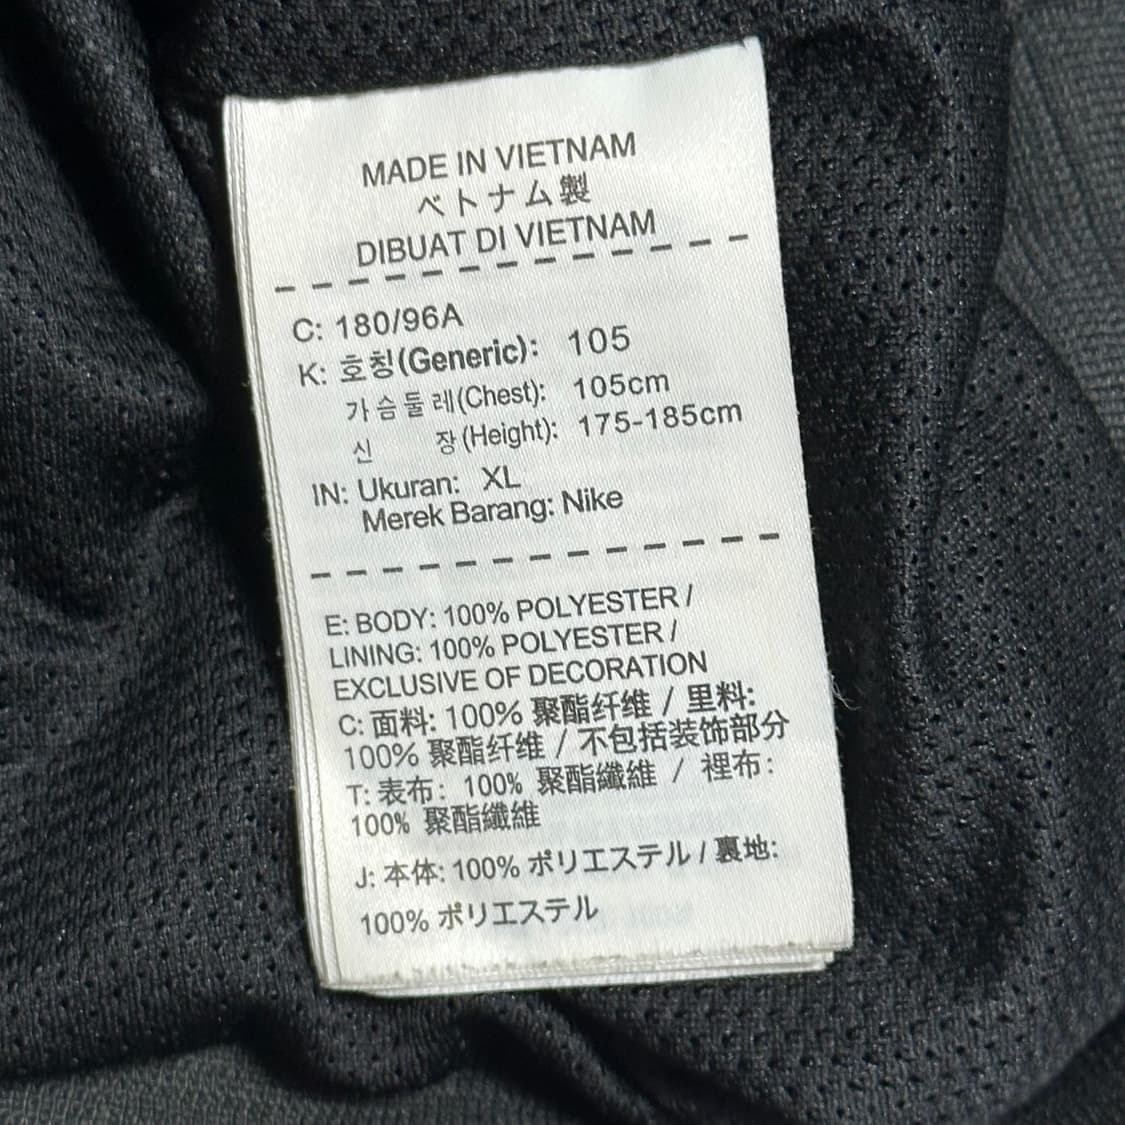 MADE IN VIETNAM
ベトナム製
DIBUAT DI VIETNAM
C: 180/96A
K: 호칭(Generic): 105
가슴둘레(Chest): 105cm
신 장(Height): 175-185cm
IN: Ukuran: XL
Merek Barang: Nike
E: BODY: 100% POLYESTER /
LINING: 100% POLYESTER /
EXCLUSIVE OF DECORATION
C: 面料: 100% 聚酯纤维 / 里料:
100% 聚酯纤维 / 不包括装饰部分
T: 表布: 100% 聚酯纖維 / 裡布:
100% 聚酯纖維
J: 本体: 100% ポリエステル / 裏地:
100% ポリエステル